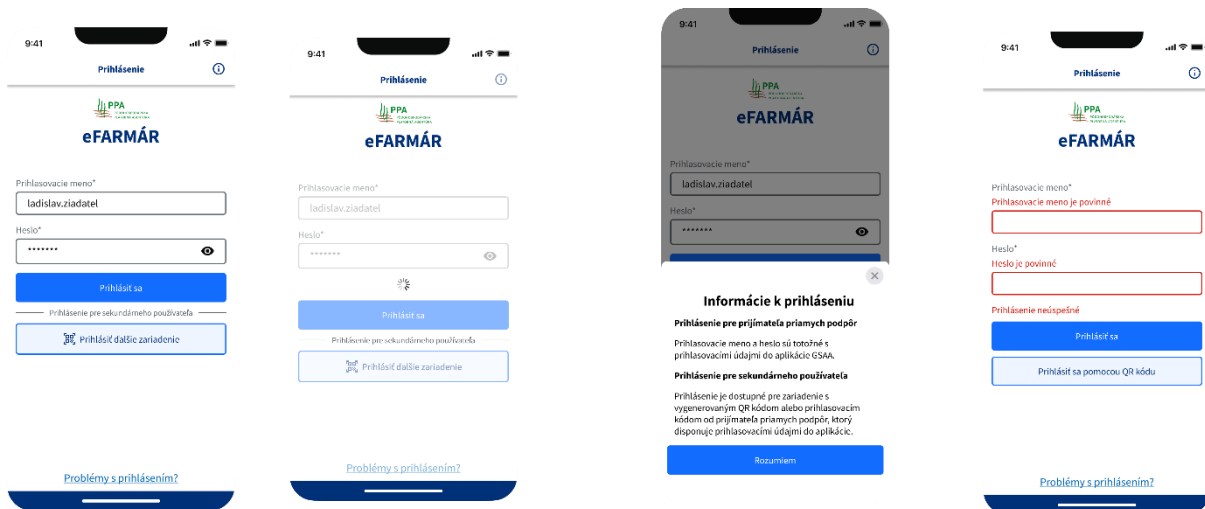 9:41
Prihlásenie
PPA
eFARMÁR
Prihlasovacie meno*
ladislav.ziadatel
Heslo*
*******
Prihlásiť sa
Prihlásenie pre sekundárneho používateľa
Prihlásiť ďalšie zariadenie
Problémy s prihlásením?
9:41
Prihlásenie
PPA
eFARMÁR
Prihlasovacie meno*
ladislav.ziadatel
Heslo*
*******
Prihlásiť sa
Prihlásenie pre sekundárneho používateľa
Prihlásiť ďalšie zariadenie
Problémy s prihlásením?
9:41
Prihlásenie
PPA
eFARMÁR
Prihlasovacie meno*
ladislav.ziadatel
Heslo*
*******
Informácie k prihláseniu
Prihlásenie pre prijímateľa priamych podpôr
Prihlasovacie meno a heslo sú totožné s
prihlasovacími údajmi do aplikácie GSAA.
Prihlásenie pre sekundárneho používateľa
Prihlásenie je dostupné pre zariadenie s
vygenerovaným QR kódom alebo prihlasovacím
kódom od prijímateľa priamych podpôr, ktorý
disponuje prihlasovacími údajmi do aplikácie.
Rozumiem
9:41
Prihlásenie
PPA
eFARMÁR
Prihlasovacie meno*
Prihlasovacie meno je povinné
Heslo*
Heslo je povinné
Prihlásenie neúspešné
Prihlásiť sa
Prihlásiť sa pomocou QR kódu
Problémy s prihlásením?